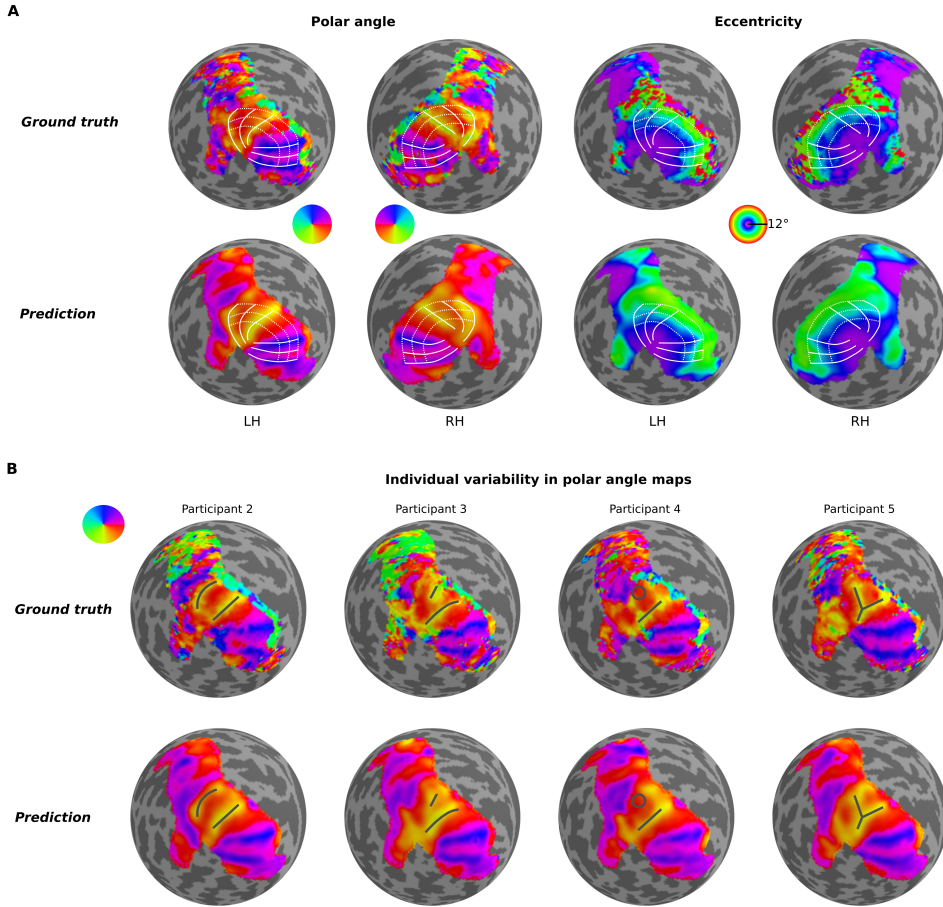 A
Polar angle
Eccentricity
Ground truth
12°
Prediction
LH
RH
LH
RH
B
Individual variability in polar angle maps
Participant 2
Participant 3
Participant 4
Participant 5
Ground truth
Prediction